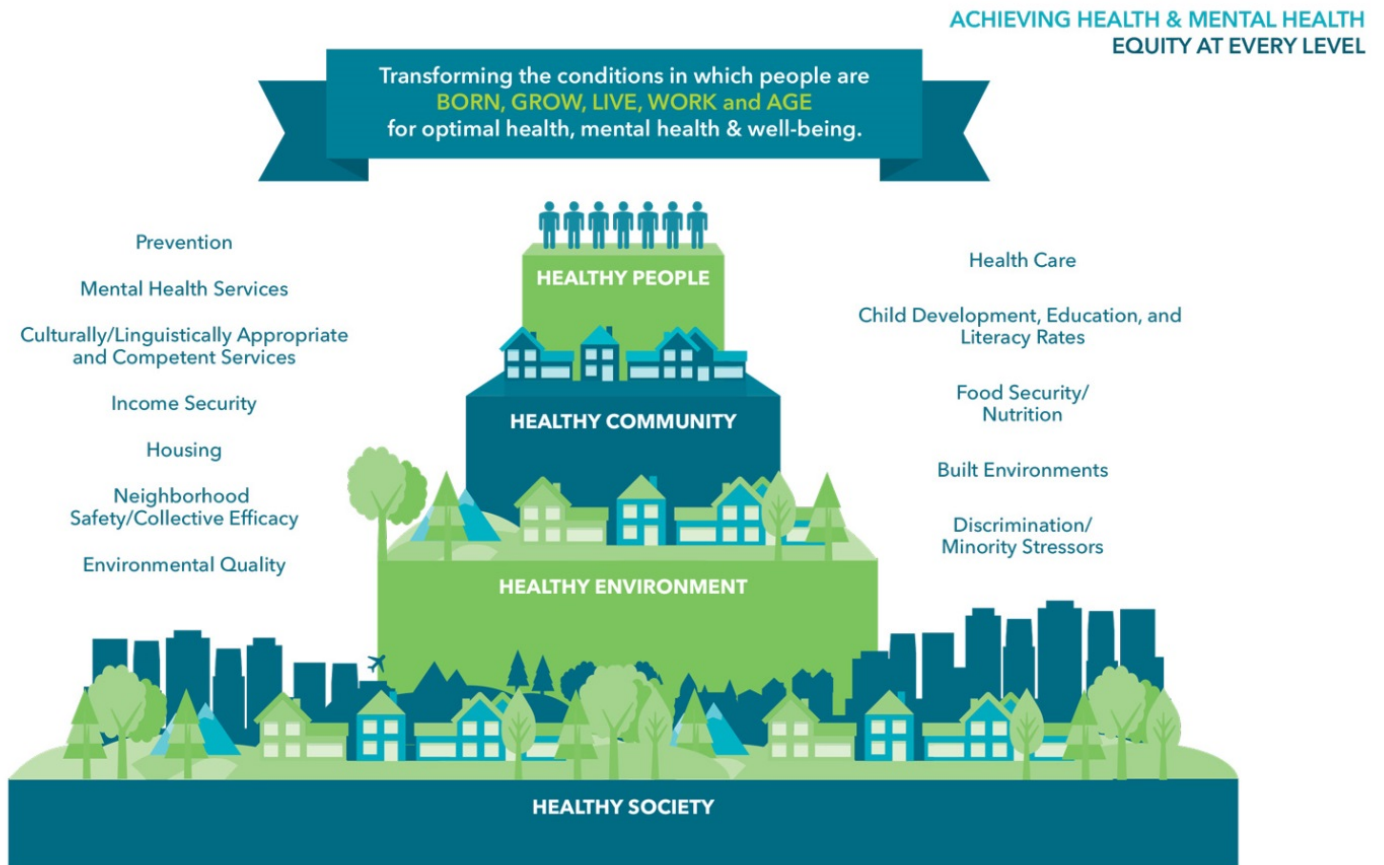 ACHIEVING HEALTH & MENTAL HEALTH
EQUITY AT EVERY LEVEL
Transforming the conditions in which people are
BORN, GROW, LIVE, WORK and AGE
for optimal health, mental health & well-being.
Prevention
Mental Health Services
Culturally/Linguistically Appropriate
and Competent Services
Income Security
Housing
Neighborhood
Safety/Collective Efficacy
Environmental Quality
HEALTHY PEOPLE
HEALTHY COMMUNITY
HEALTHY ENVIRONMENT
HEALTHY SOCIETY
Health Care
Child Development, Education, and
Literacy Rates
Food Security/
Nutrition
Built Environments
Discrimination/
Minority Stressors